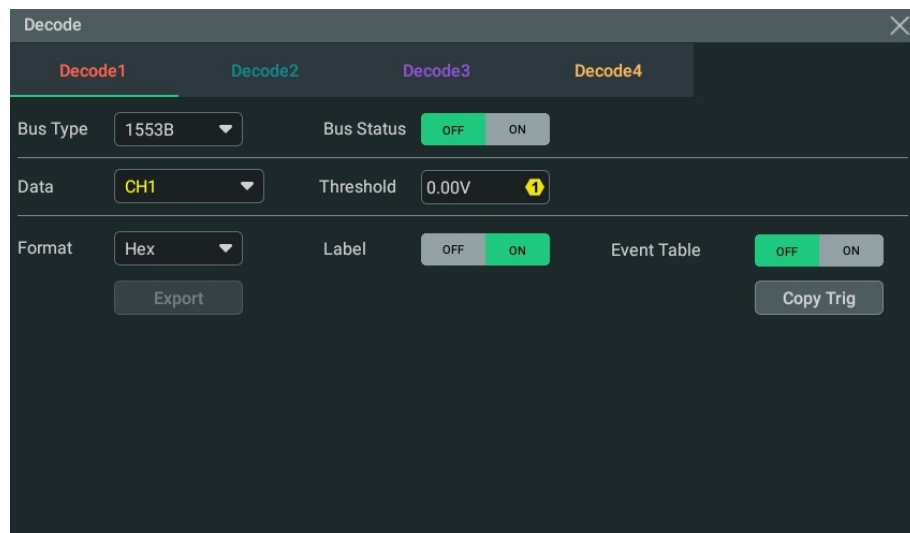 Decode
Decode1 Decode2 Decode3 Decode4
Bus Type 1553B Bus Status OFF ON
Data CH1 Threshold 0.00V 1
Format Hex Label OFF ON Event Table OFF ON
Export Copy Trig